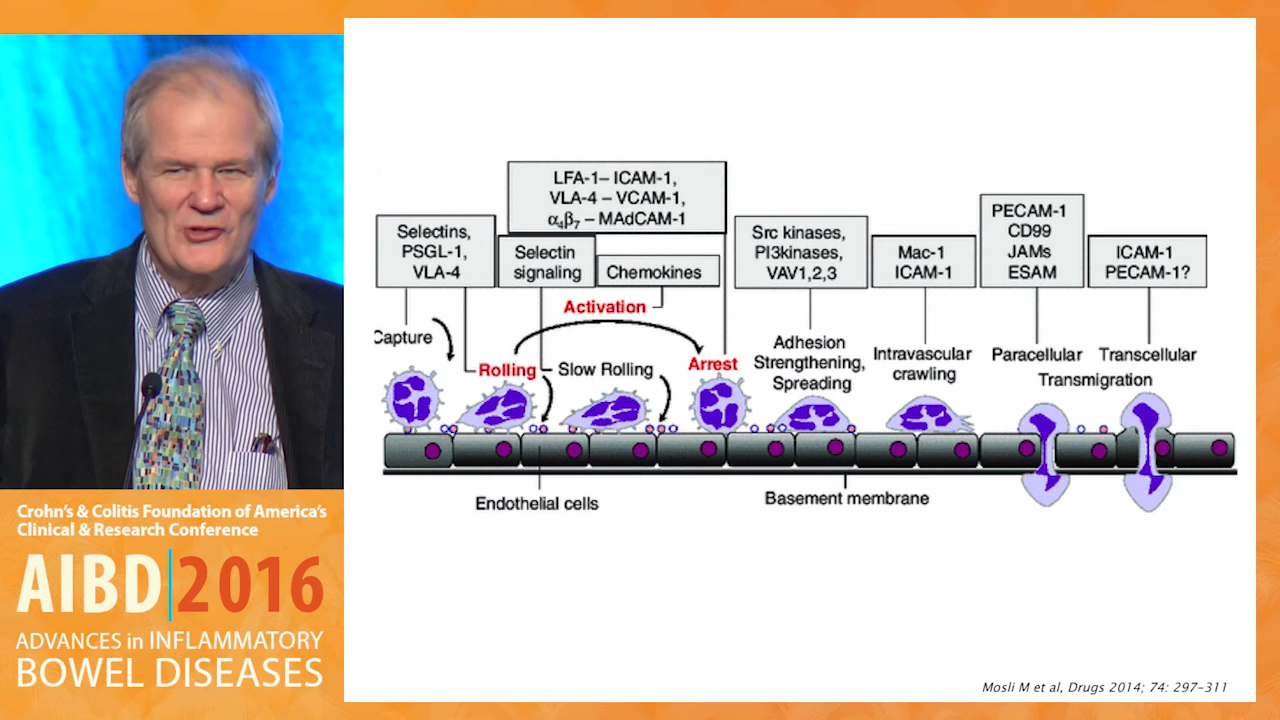 LFA-1– ICAM-1,
VLA-4 – VCAM-1,
α₄β₇ – MAdCAM-1
Selectins,
PSGL-1,
VLA-4
Selectin
signaling
Chemokines
Src kinases,
PI3kinases,
VAV1,2,3
Mac-1
ICAM-1
PECAM-1
CD99
JAMs
ESAM
ICAM-1
PECAM-1?
Activation
Capture
Rolling
Slow Rolling
Arrest
Adhesion
Strengthening,
Spreading
Intravascular
crawling
Paracellular
Transcellular
Transmigration
Endothelial cells
Basement membrane
Mosli M et al, Drugs 2014; 74: 297-311
Crohn's & Colitis Foundation of America's
Clinical & Research Conference
AIBD|2016
ADVANCES in INFLAMMATORY
BOWEL DISEASES